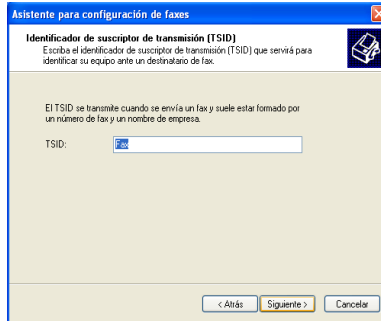 Asistente para configuración de faxes
Identificador de suscriptor de transmisión (TSID)
Escriba el identificador de suscriptor de transmisión (TSID) que servirá para
identificar su equipo ante un destinatario de fax.
El TSID se transmite cuando se envía un fax y suele estar formado por
un número de fax y un nombre de empresa.
TSID: Fax
< Atrás Siguiente > Cancelar